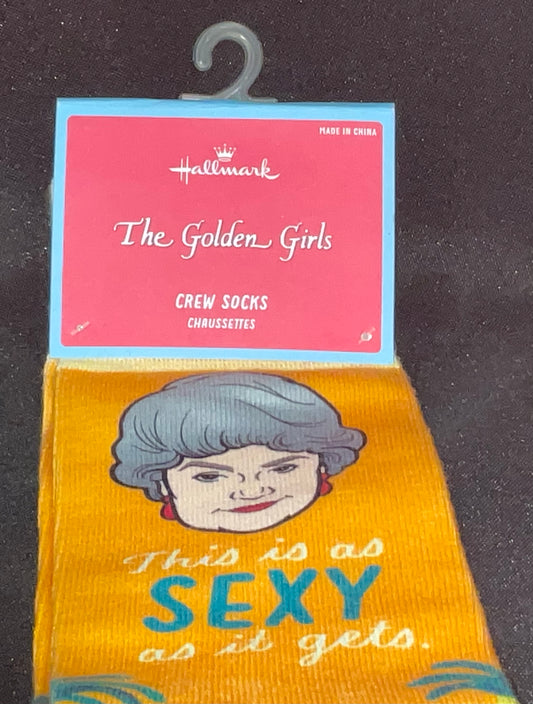 MADE IN CHINA
Hallmark
The Golden Girls
CREW SOCKS
CHAUSSETTES
This is as
SEXY
as it gets.